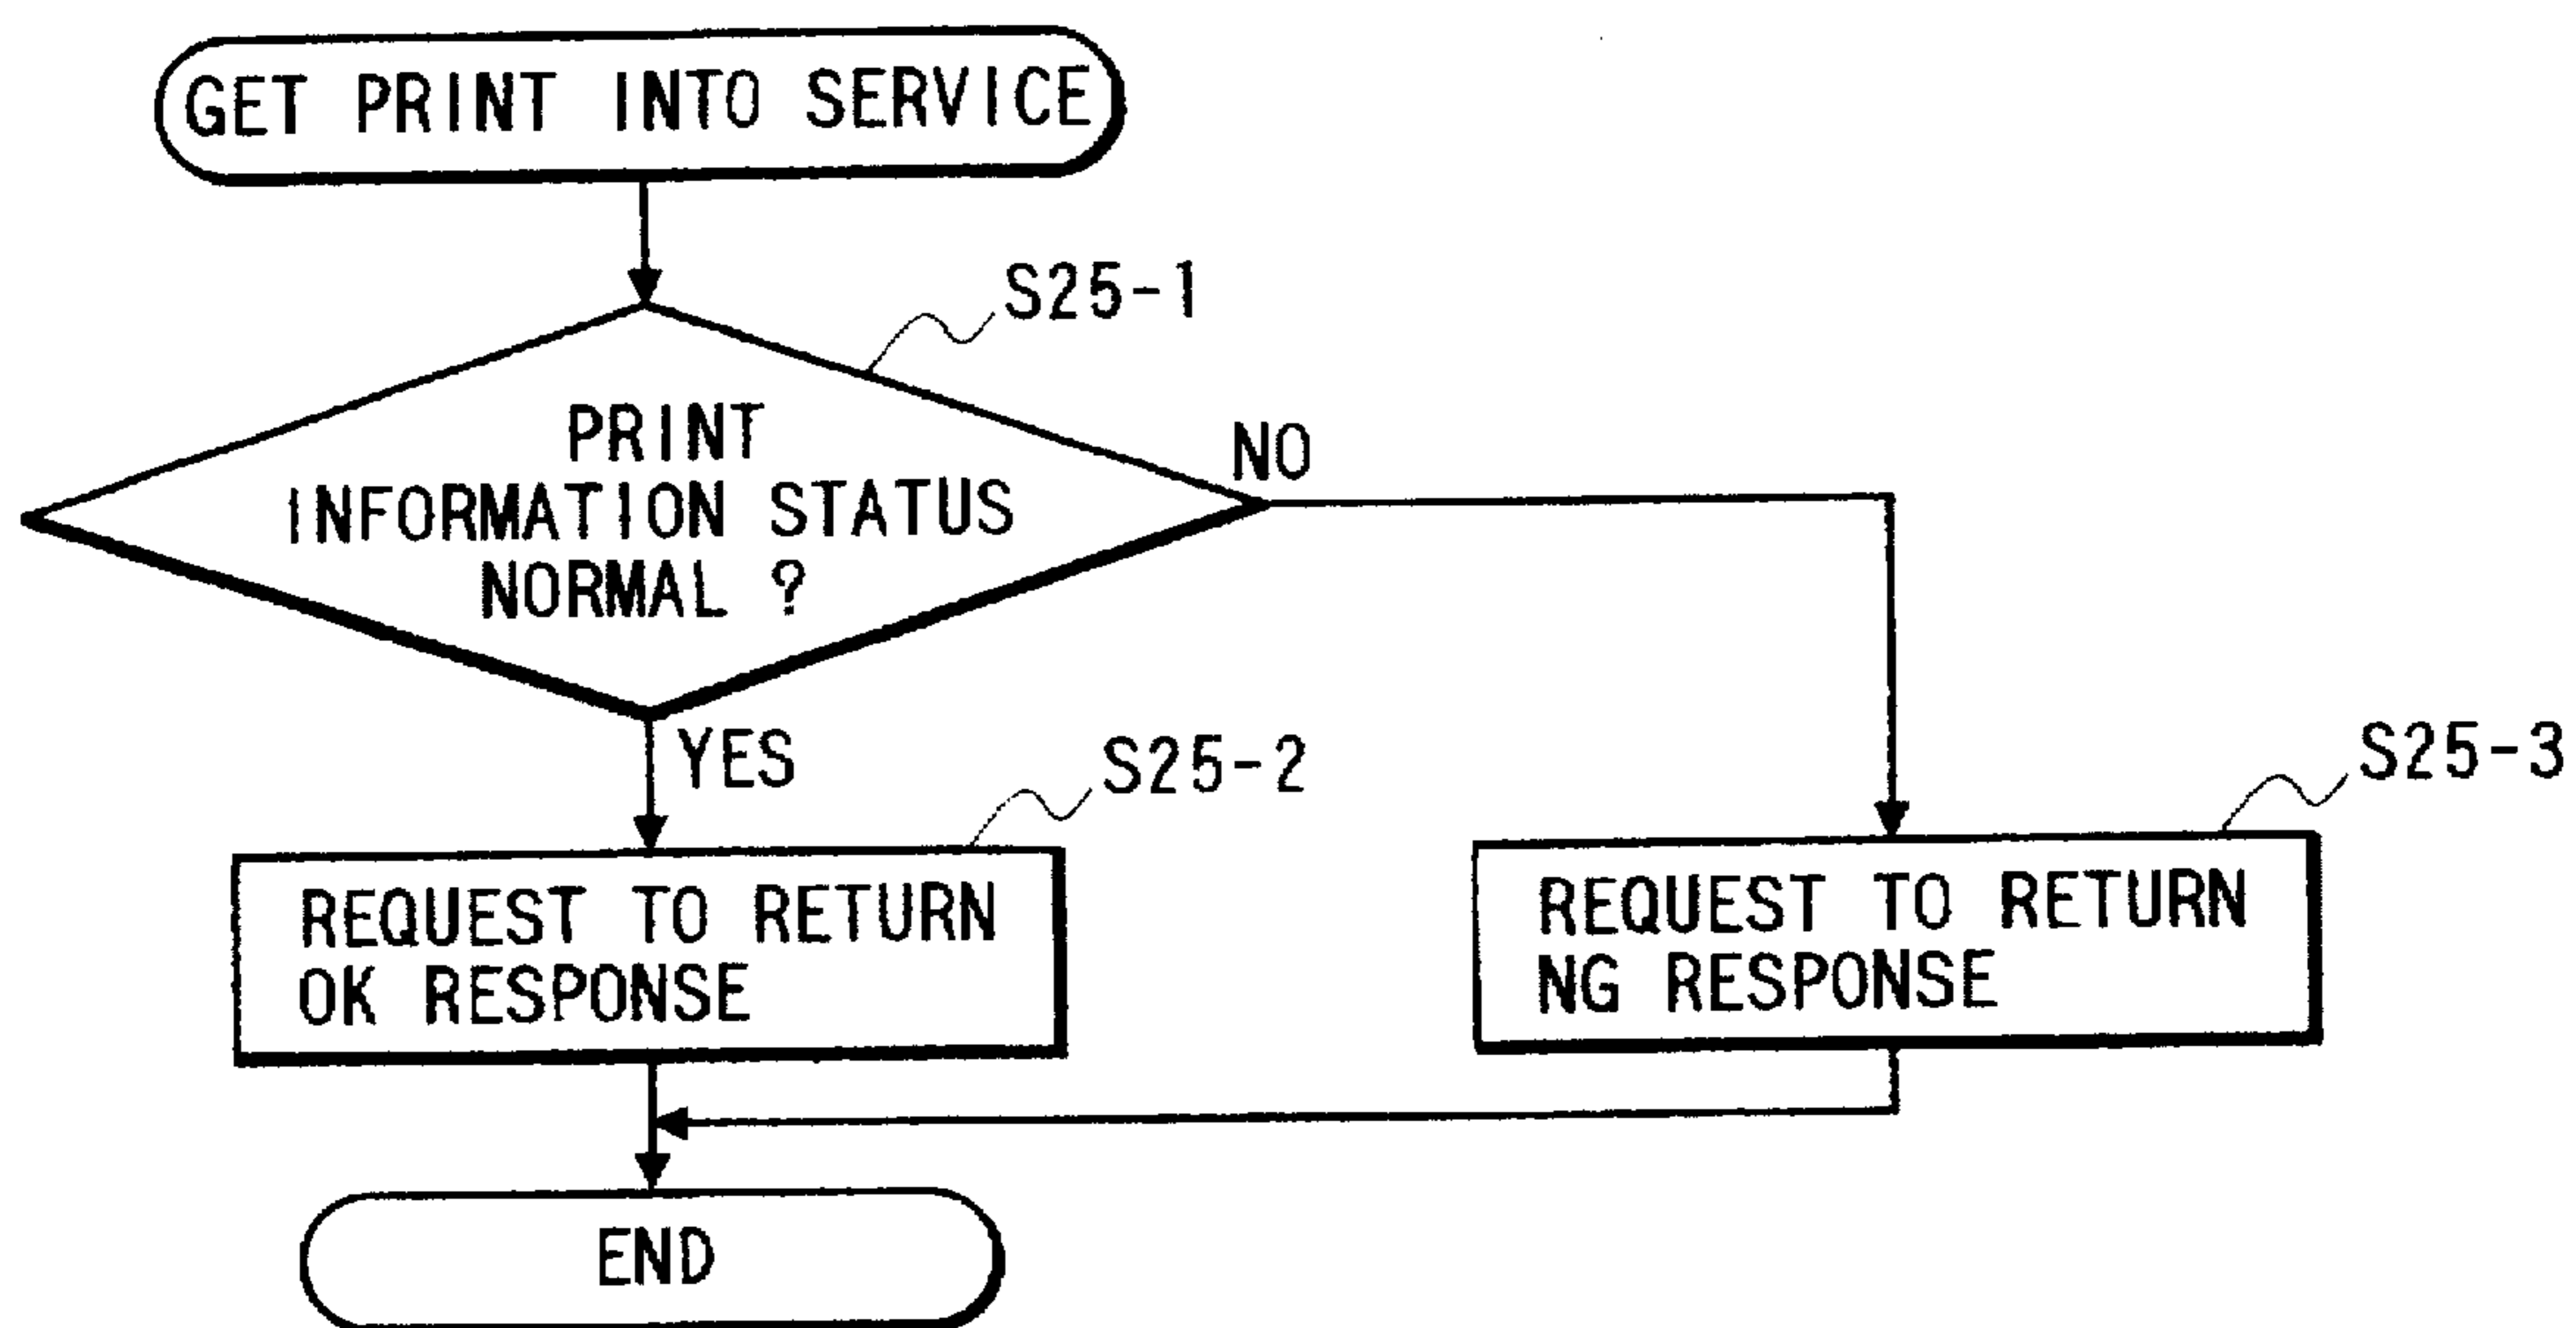 GET PRINT INTO SERVICE
S25-1
PRINT
INFORMATION STATUS
NORMAL ?
NO
YES
S25-2
S25-3
REQUEST TO RETURN
OK RESPONSE
REQUEST TO RETURN
NG RESPONSE
END